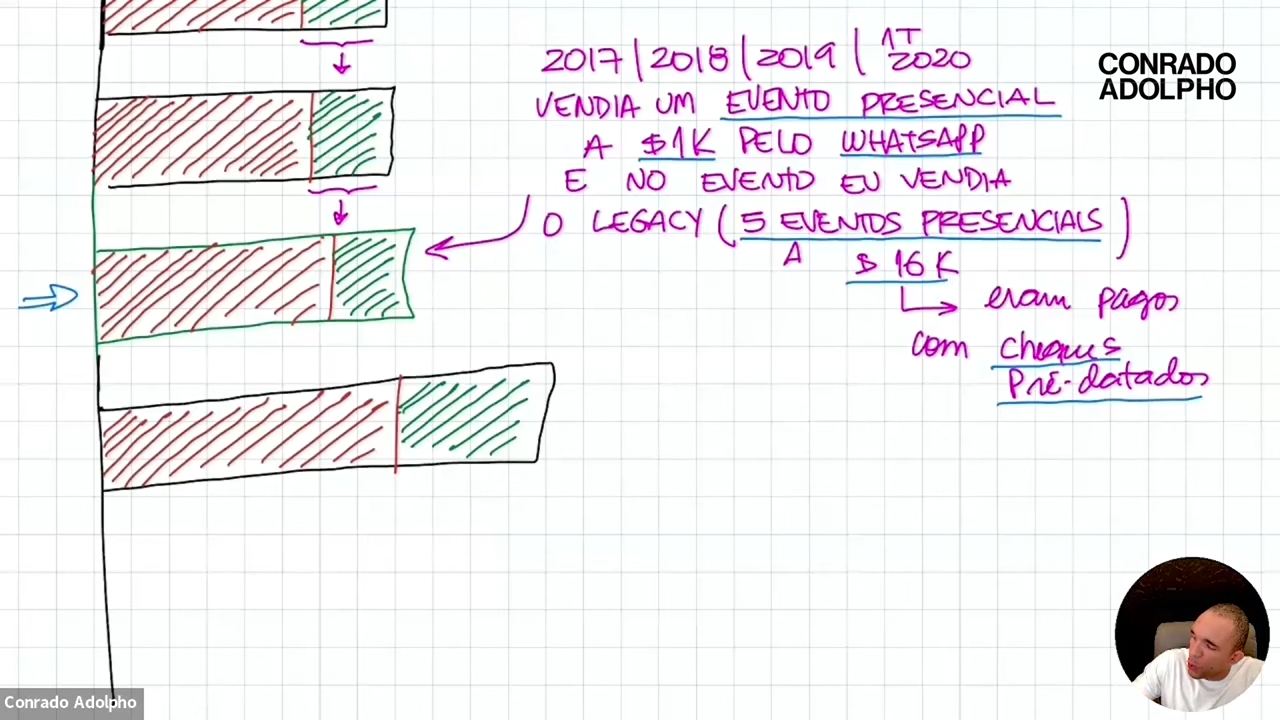 2017 | 2018 | 2019 | 1T 2020
VENDIA UM EVENTO PRESENCIAL
A $1K PELO WHATSAPP
E NO EVENTO EU VENDIA
O LEGACY (5 EVENTOS PRESENCIAIS)
A $16K
eram pagos
com cheques
Pré-datados
CONRADO
ADOLPHO
Conrado Adolpho